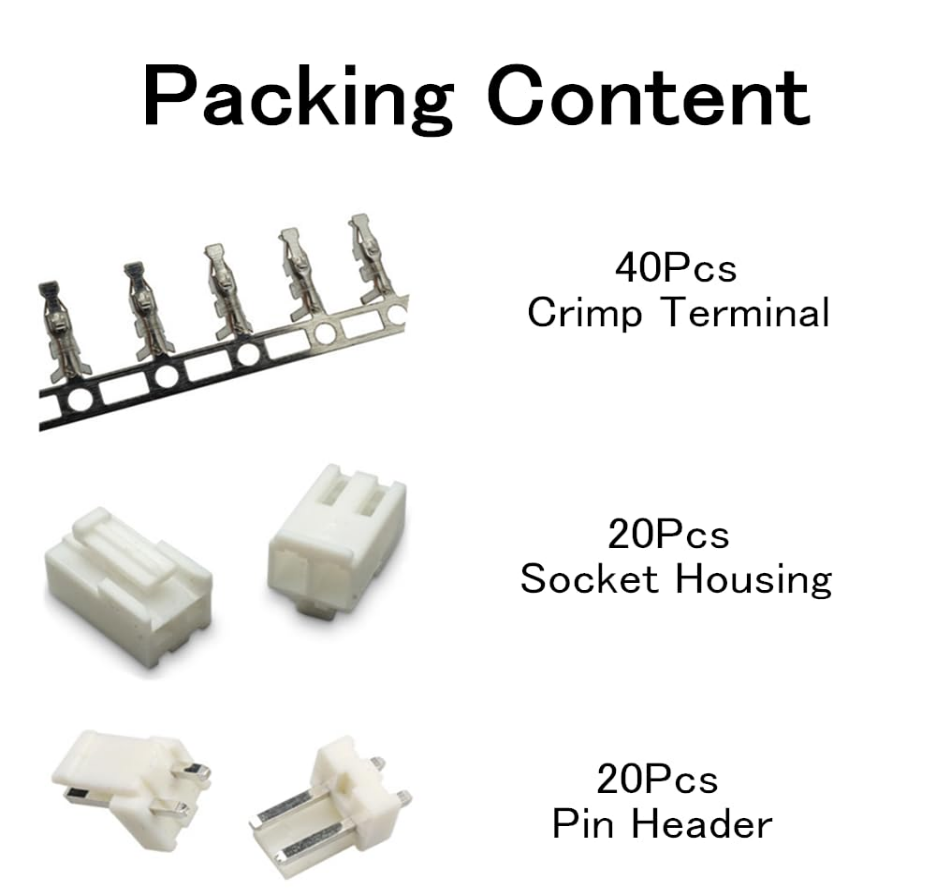 Packing Content
40Pcs
Crimp Terminal
20Pcs
Socket Housing
20Pcs
Pin Header